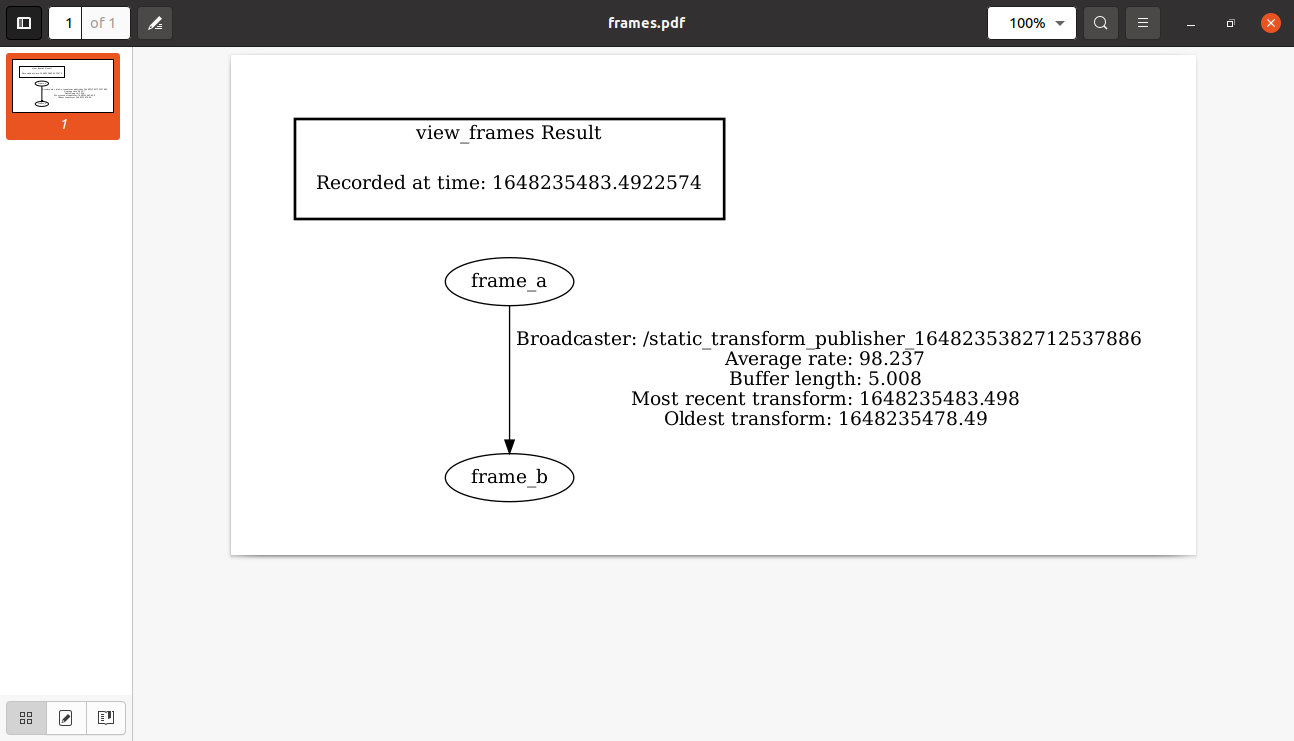 1 of 1
frames.pdf
100%
1
view_frames Result
Recorded at time: 1648235483.4922574
frame_a
Broadcaster: /static_transform_publisher_1648235382712537886
Average rate: 98.237
Buffer length: 5.008
Most recent transform: 1648235483.498
Oldest transform: 1648235478.49
frame_b